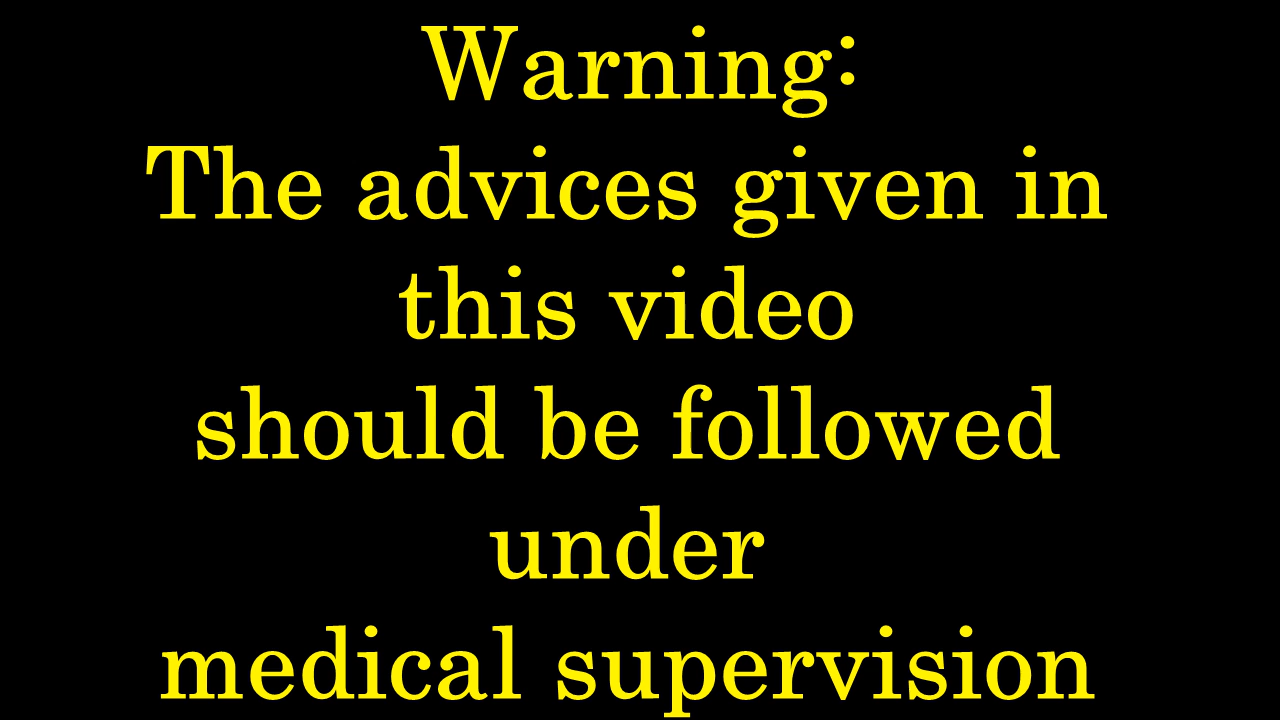 Warning:
The advices given in
this video
should be followed
under
medical supervision